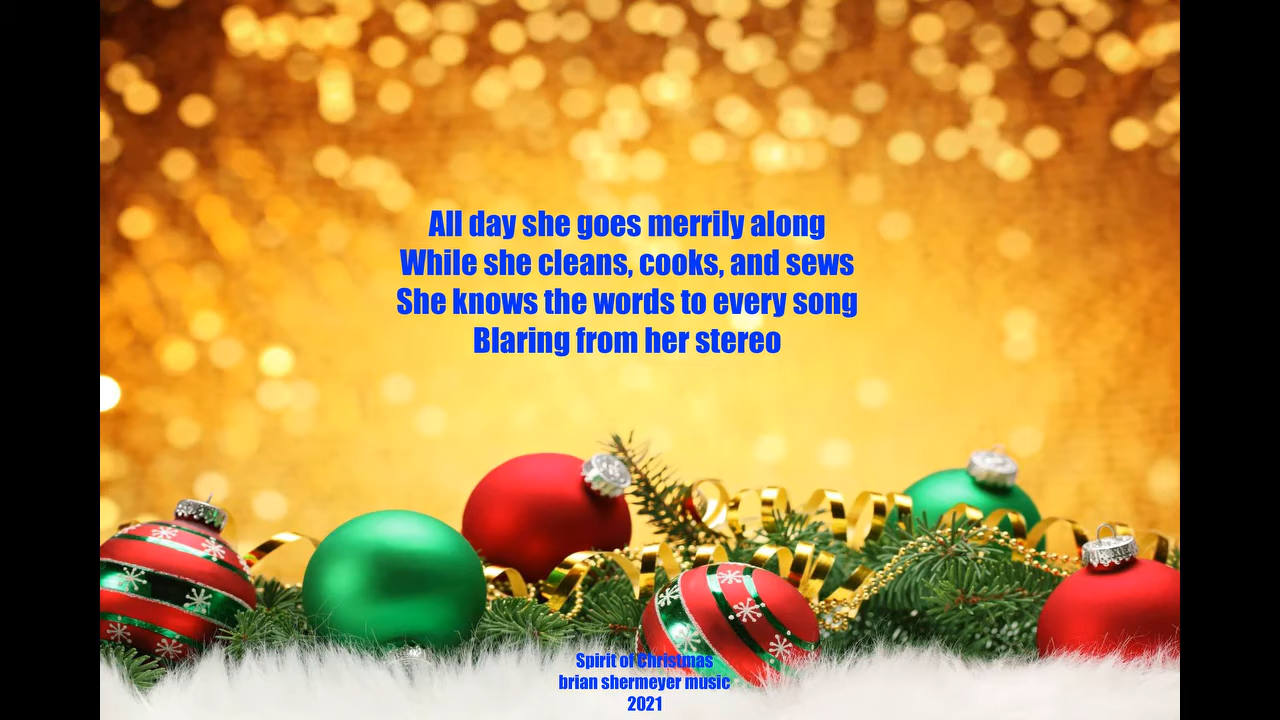 All day she goes merrily along
While she cleans, cooks, and sews
She knows the words to every song
Blaring from her stereo
Spirit of Christmas
brian shermeyer music
2021